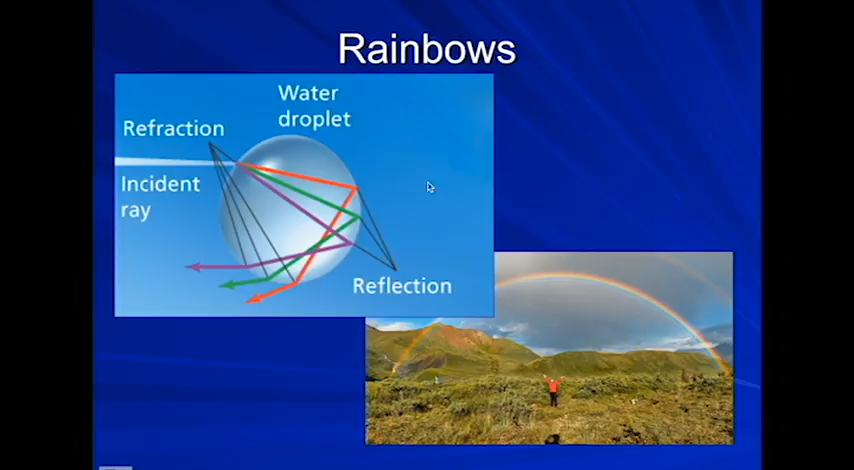 Rainbows
Water
droplet
Refraction
Incident
ray
Reflection